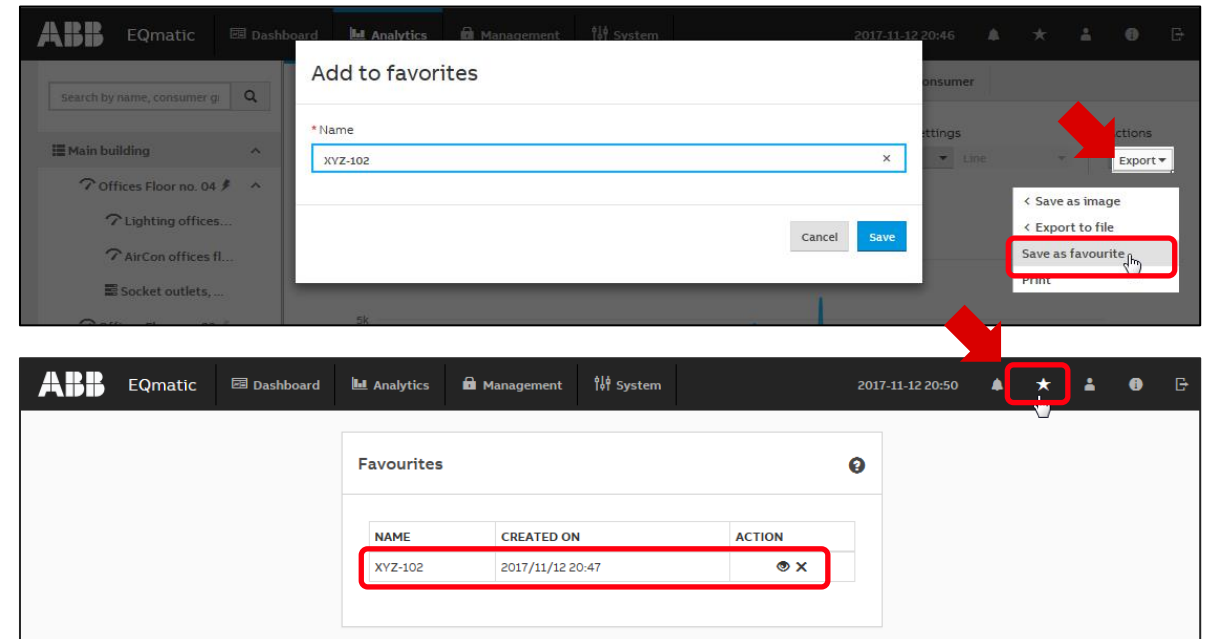 ABB EQmatic Dashboard Analytics Management System 2017-11-12 20:46
Add to favorites
onsumer
Search by name, consumer g
* Name
ettings
ctions
Main building
XYZ-102 ×
Line
Export
Offices Floor no. 04
< Save as image
Lighting offices...
< Export to file
Cancel Save
AirCon offices fl...
Save as favourite
Socket outlets, ...
Print
5k
ABB EQmatic Dashboard Analytics Management System 2017-11-12 20:50
Favourites
NAME CREATED ON ACTION
XYZ-102 2017/11/12 20:47